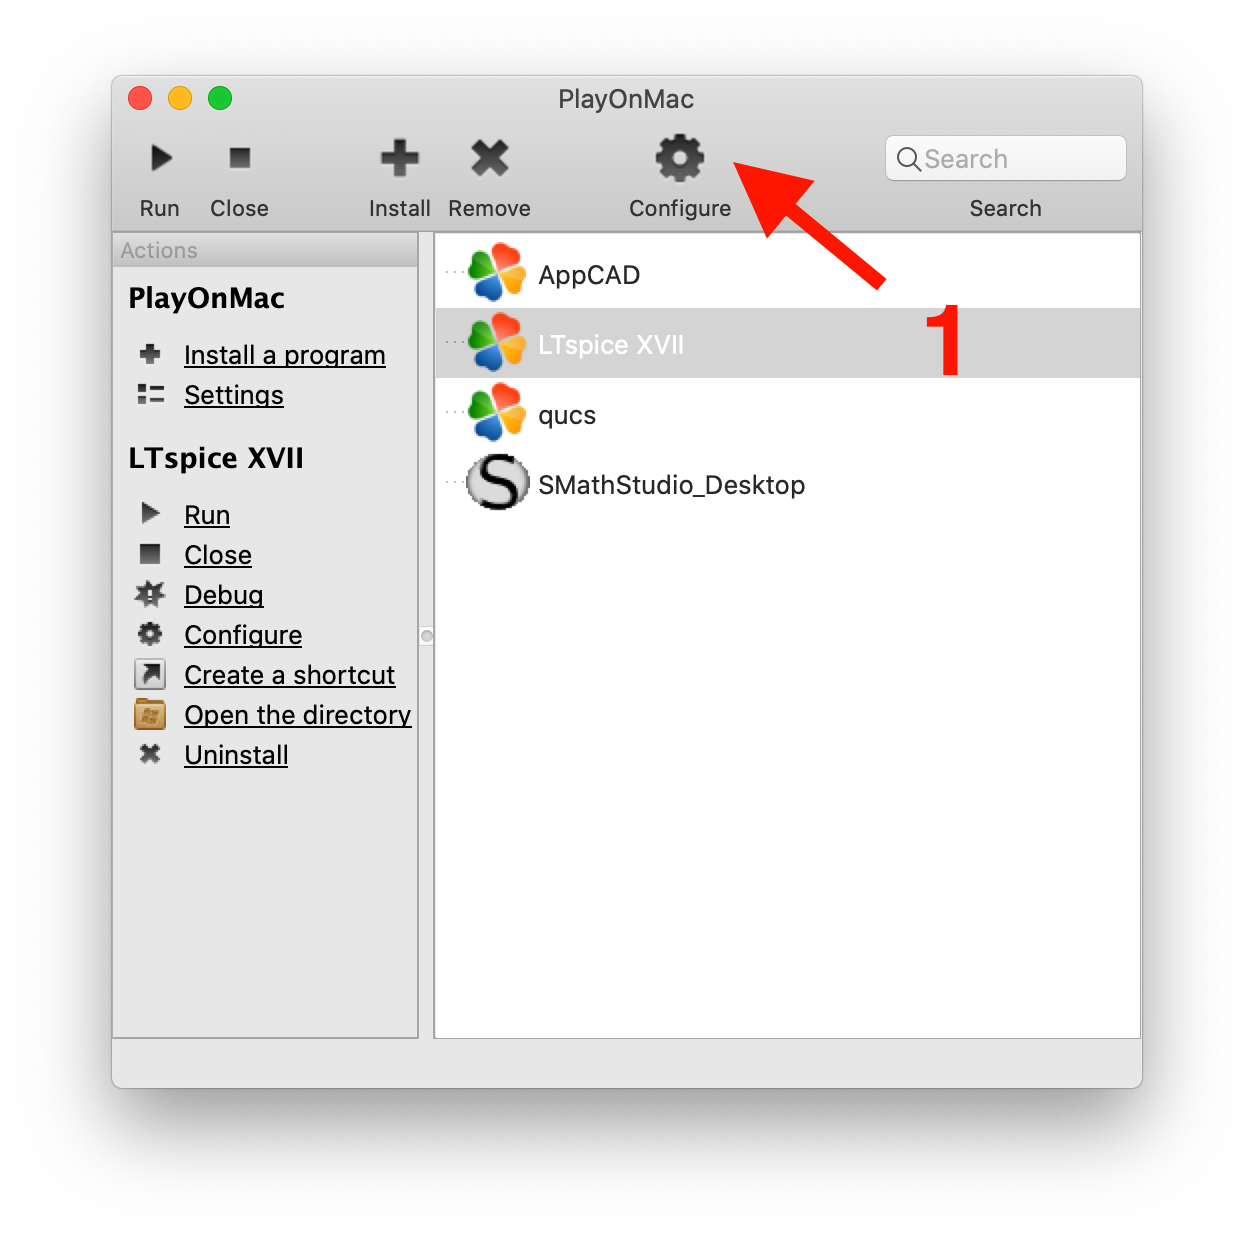 PlayOnMac
Run Close Install Remove Configure Search
Search
Actions
PlayOnMac
Install a program
Settings
LTspice XVII
Run
Close
Debug
Configure
Create a shortcut
Open the directory
Uninstall
AppCAD
LTspice XVII
qucs
SMathStudio_Desktop
1